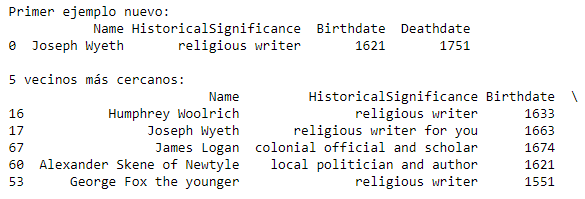 Primer ejemplo nuevo:
Name HistoricalSignificance Birthdate Deathdate
0 Joseph Wyeth religious writer 1621 1751
5 vecinos más cercanos:
Name HistoricalSignificance Birthdate \
16 Humphrey Woolrich religious writer 1633
17 Joseph Wyeth religious writer for you 1663
67 James Logan colonial official and scholar 1674
60 Alexander Skene of Newtyle local politician and author 1621
53 George Fox the younger religious writer 1551